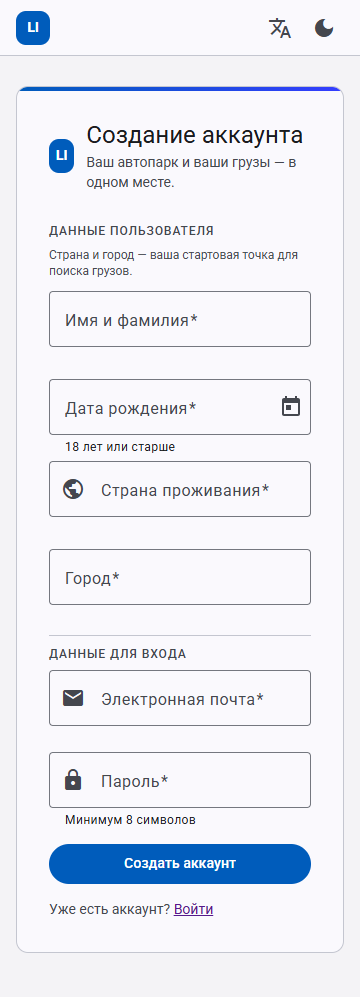 LI
LI
Создание аккаунта
Ваш автопарк и ваши грузы — в
одном месте.
ДАННЫЕ ПОЛЬЗОВАТЕЛЯ
Страна и город — ваша стартовая точка для
поиска грузов.
Имя и фамилия*
Дата рождения*
18 лет или старше
Страна проживания*
Город*
ДАННЫЕ ДЛЯ ВХОДА
Электронная почта*
Пароль*
Минимум 8 символов
Создать аккаунт
Уже есть аккаунт? Войти